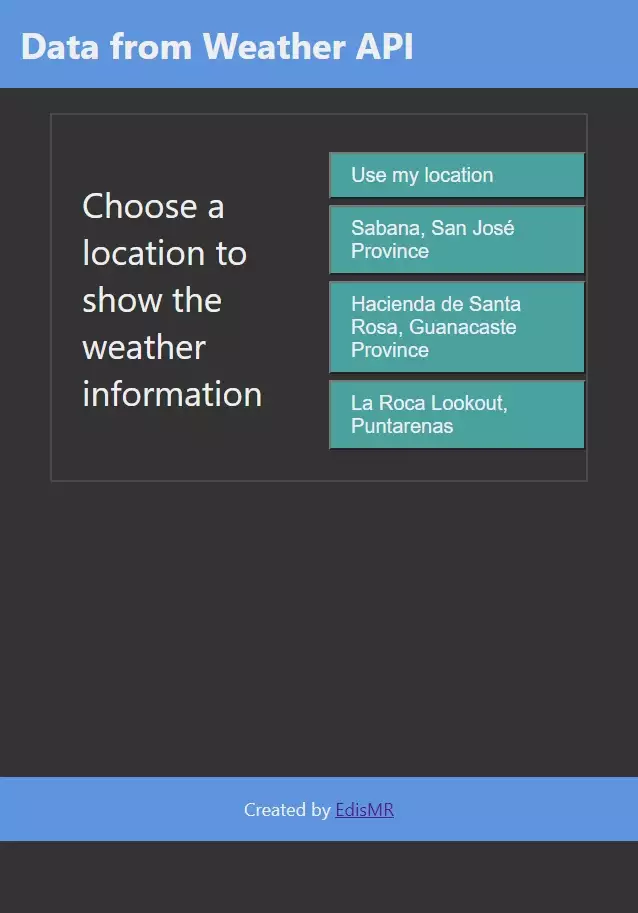 Data from Weather API
Choose a
location to
show the
weather
information
Use my location
Sabana, San José
Province
Hacienda de Santa
Rosa, Guanacaste
Province
La Roca Lookout,
Puntarenas
Created by EdisMR